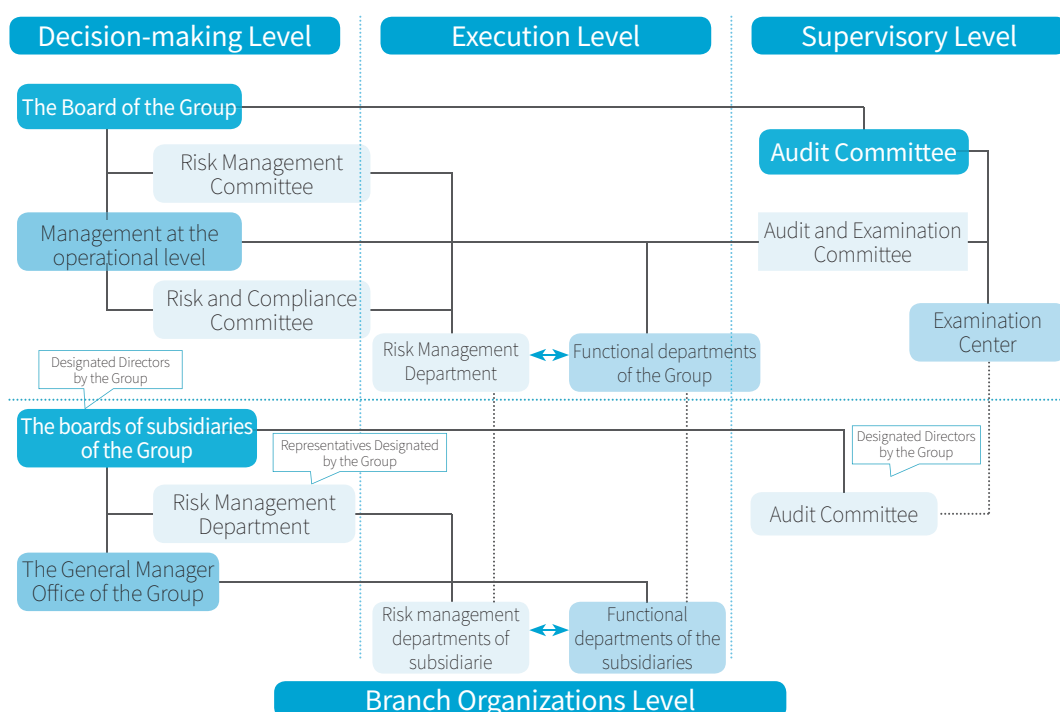 Decision-making Level
Execution Level
Supervisory Level
The Board of the Group
Audit Committee
Risk Management
Committee
Management at the
operational level
Audit and Examination
Committee
Risk and Compliance
Committee
Examination
Center
Risk Management
Department
Functional departments
of the Group
Designated Directors
by the Group
The boards of subsidiaries
of the Group
Representatives Designated
by the Group
Designated Directors
by the Group
Risk Management
Department
Audit Committee
The General Manager
Office of the Group
Risk management
departments of
subsidiarie
Functional
departments of the
subsidiaries
Branch Organizations Level